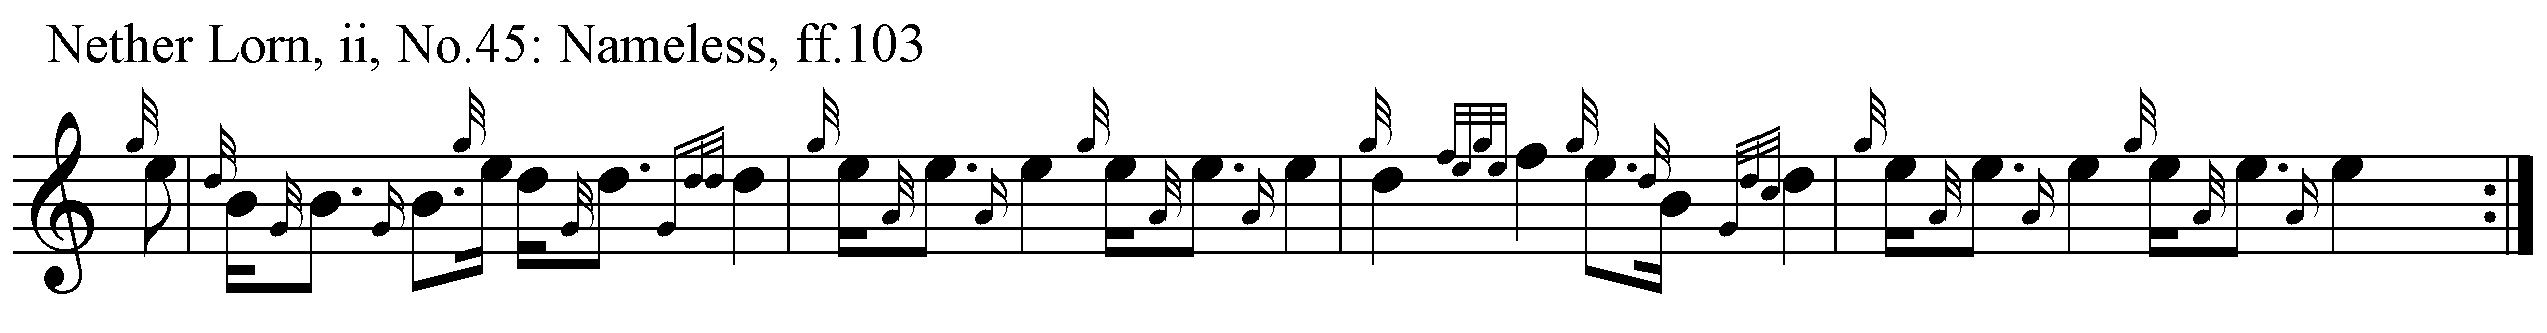 Nether Lorn, ii, No.45: Nameless, ff.103